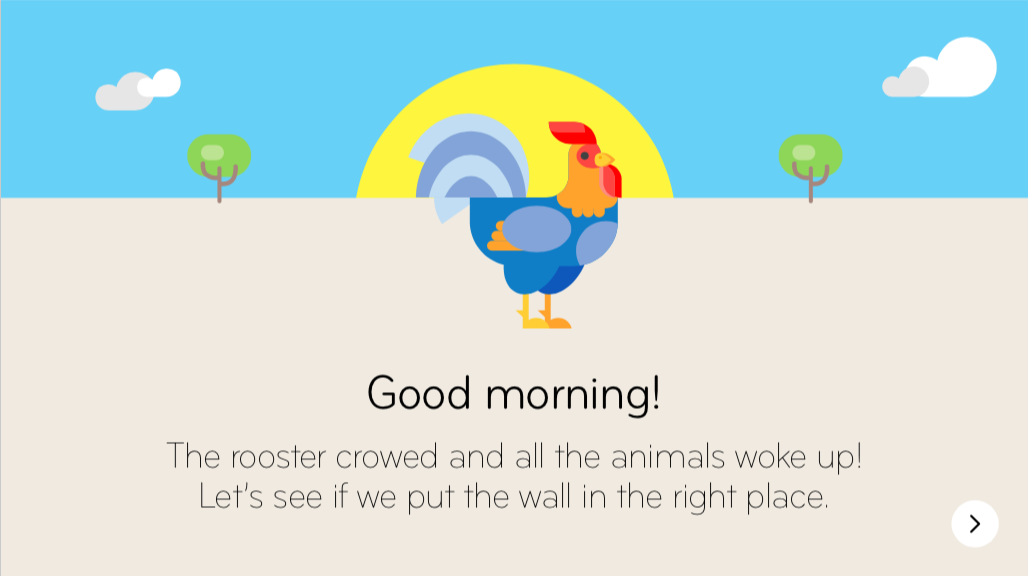 Good morning!
The rooster crowed and all the animals woke up!
Let's see if we put the wall in the right place.